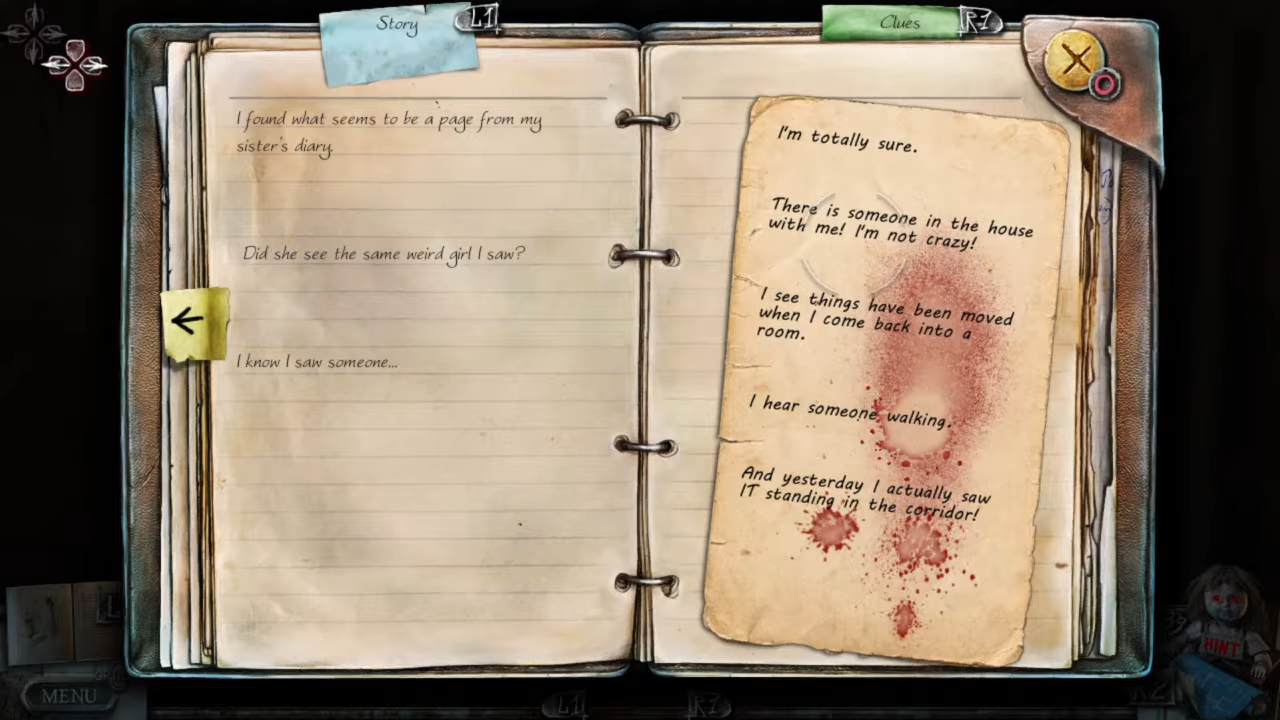 Story
L1
Clues
R1
I found what seems to be a page from my
sister's diary.
Did she see the same weird girl I saw?
I know I saw someone...
I'm totally sure.
There is someone in the house
with me! I'm not crazy!
I see things have been moved
when I come back into a
room.
I hear someone walking.
And yesterday I actually saw
IT standing in the corridor!
HINT
MENU
L1
R1
R2